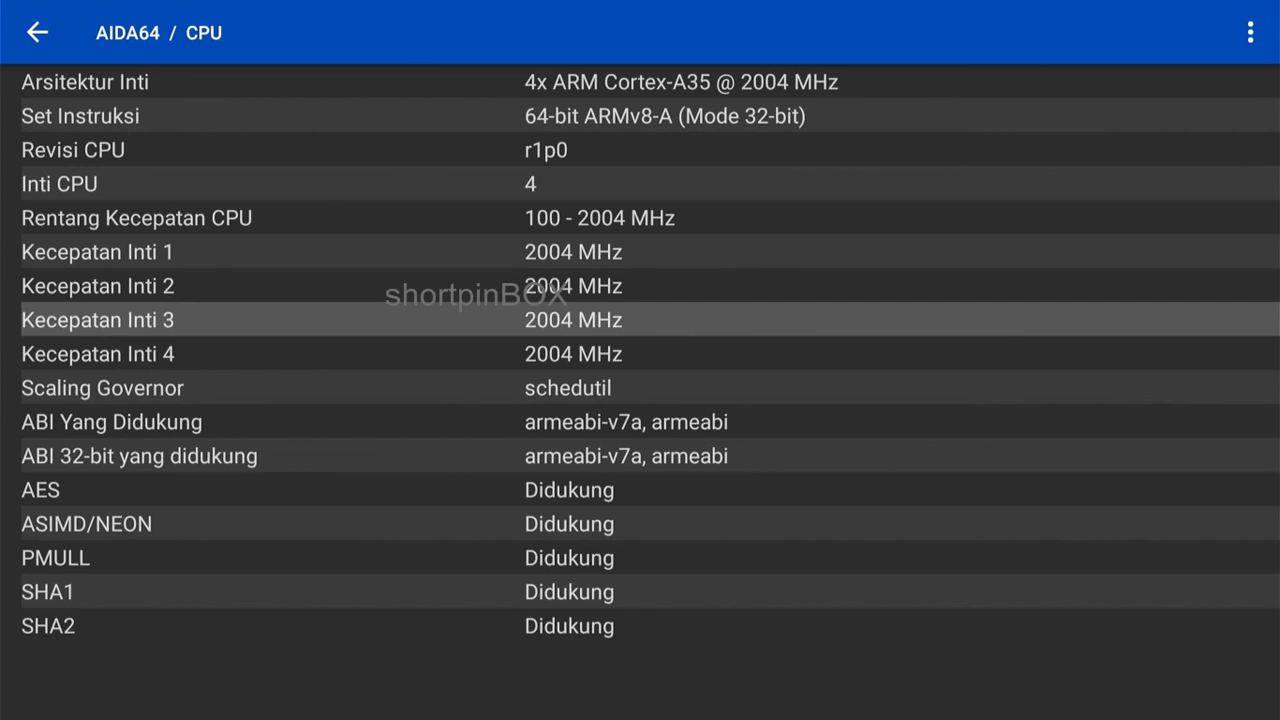 AIDA64 / CPU
Arsitektur Inti 4x ARM Cortex-A35 @ 2004 MHz
Set Instruksi 64-bit ARMv8-A (Mode 32-bit)
Revisi CPU r1p0
Inti CPU 4
Rentang Kecepatan CPU 100 - 2004 MHz
Kecepatan Inti 1 2004 MHz
Kecepatan Inti 2 2004 MHz
shortpinBOX
Kecepatan Inti 3 2004 MHz
Kecepatan Inti 4 2004 MHz
Scaling Governor schedutil
ABI Yang Didukung armeabi-v7a, armeabi
ABI 32-bit yang didukung armeabi-v7a, armeabi
AES Didukung
ASIMD/NEON Didukung
PMULL Didukung
SHA1 Didukung
SHA2 Didukung